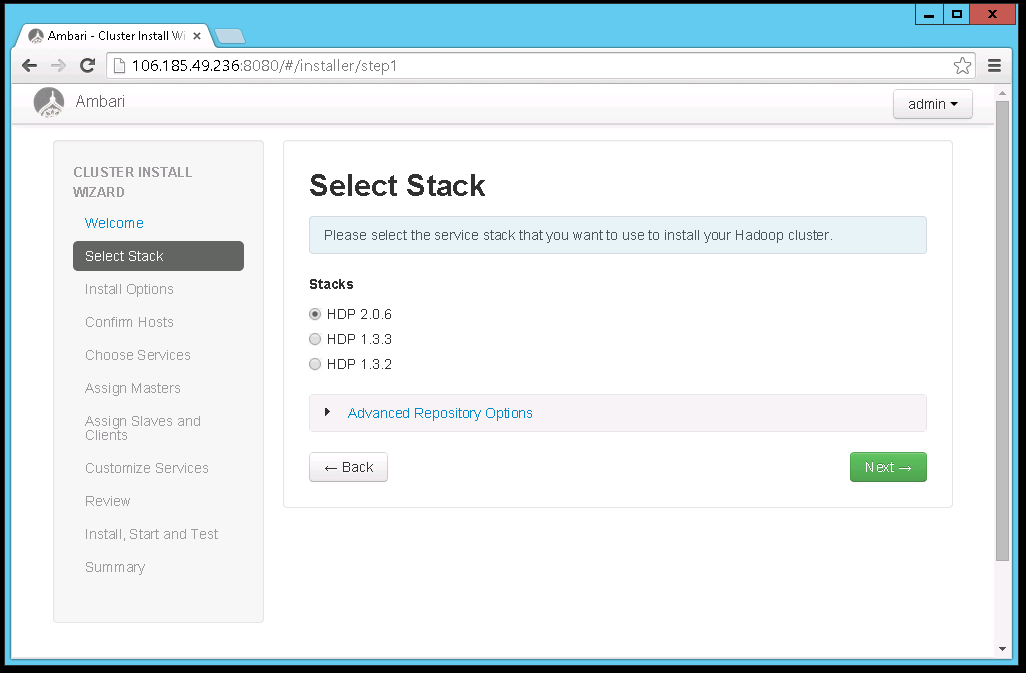 Ambari - Cluster Install Wi
106.185.49.236:8080/#/installer/step1
Ambari
admin
CLUSTER INSTALL
WIZARD
Welcome
Select Stack
Install Options
Confirm Hosts
Choose Services
Assign Masters
Assign Slaves and
Clients
Customize Services
Review
Install, Start and Test
Summary
Select Stack
Please select the service stack that you want to use to install your Hadoop cluster.
Stacks
HDP 2.0.6
HDP 1.3.3
HDP 1.3.2
Advanced Repository Options
← Back
Next →